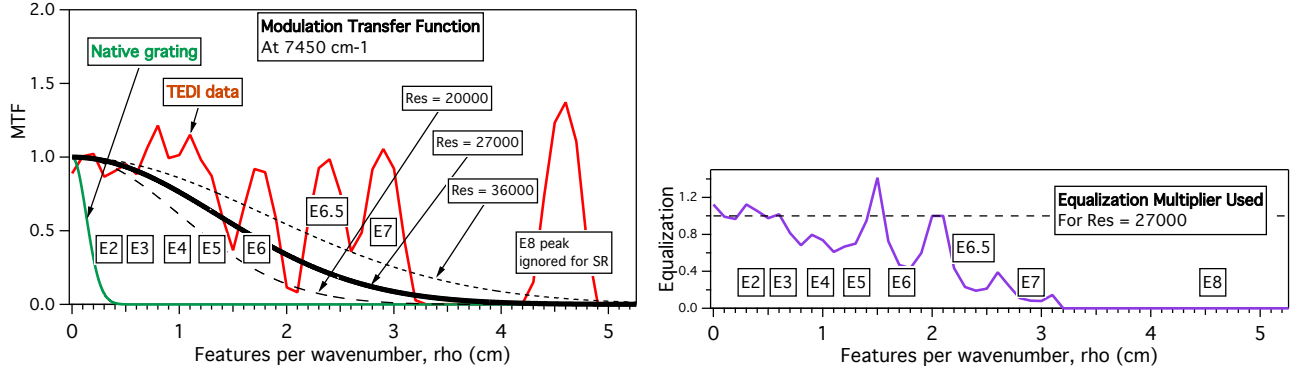 2.0
1.5
1.0
0.5
0.0
MTF
Modulation Transfer Function
At 7450 cm-1
Native grating
TEDI data
Res = 20000
Res = 27000
Res = 36000
E6.5
E7
E2 E3 E4 E5 E6
E8 peak
ignored for SR
0 1 2 3 4 5
Features per wavenumber, rho (cm)
1.2
0.8
0.4
0.0
Equalization
Equalization Multiplier Used
For Res = 27000
E6.5
E2 E3 E4 E5 E6 E7 E8
0 1 2 3 4 5
Features per wavenumber, rho (cm)